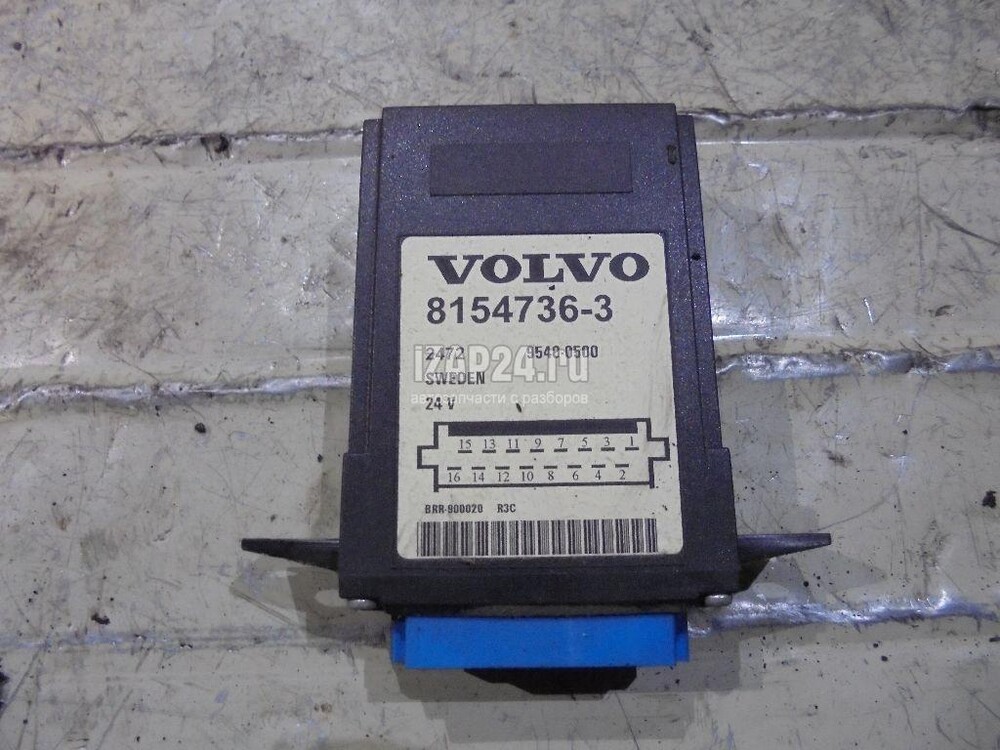 VOLVO
8154736-3
2472 9540-0500
IZAP24.ru
SWEDEN
автозапчасти с разборов
24 V
15 13 11 9 7 5 3 1
16 14 12 10 8 6 4 2
BRR-900020 R3C